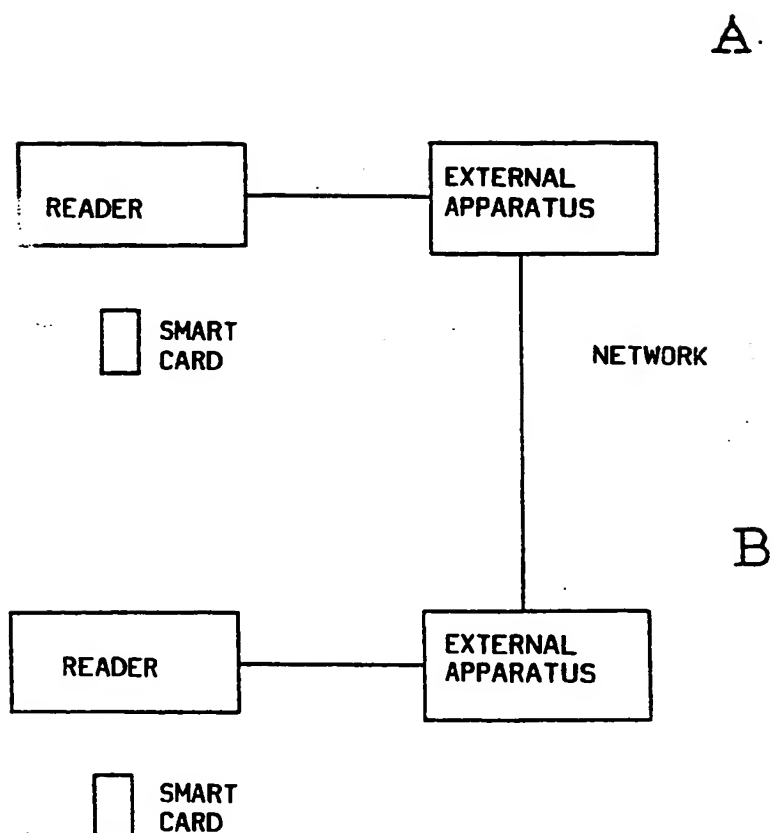 A
READER
EXTERNAL
APPARATUS
SMART
CARD
NETWORK
B
READER
EXTERNAL
APPARATUS
SMART
CARD